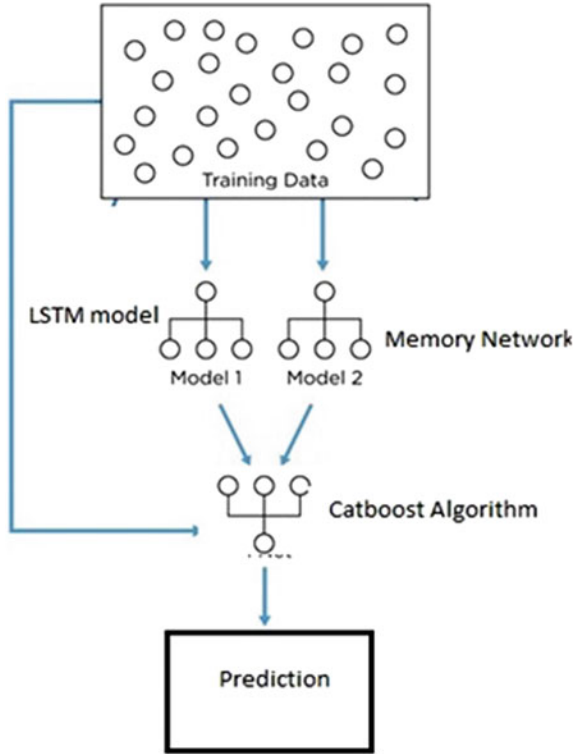 Training Data
LSTM model
Memory Network
Model 1
Model 2
Catboost Algorithm
Prediction